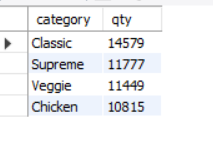 category qty
Classic 14579
Supreme 11777
Veggie 11449
Chicken 10815